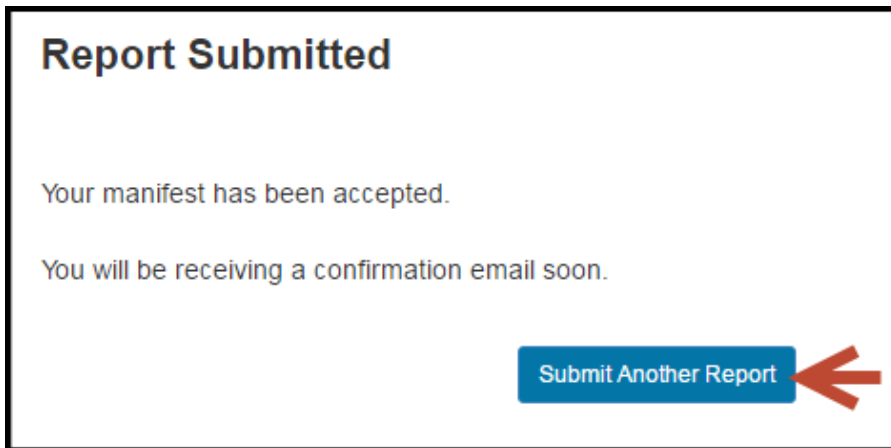 Report Submitted
Your manifest has been accepted.
You will be receiving a confirmation email soon.
Submit Another Report